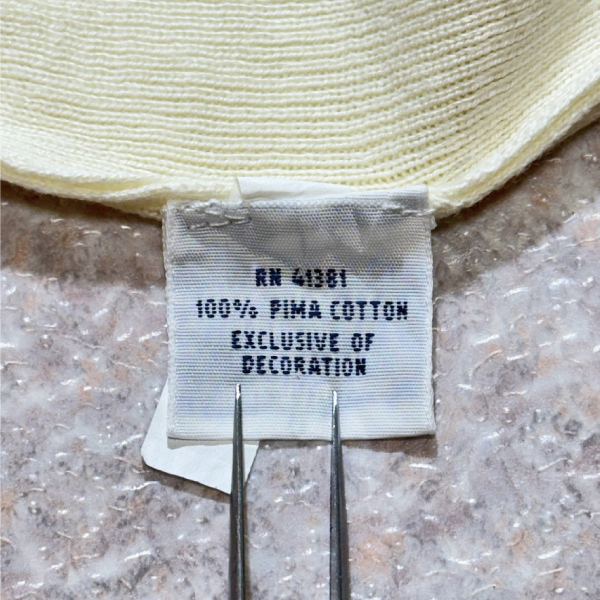 RN 41381
100% PIMA COTTON
EXCLUSIVE OF
DECORATION